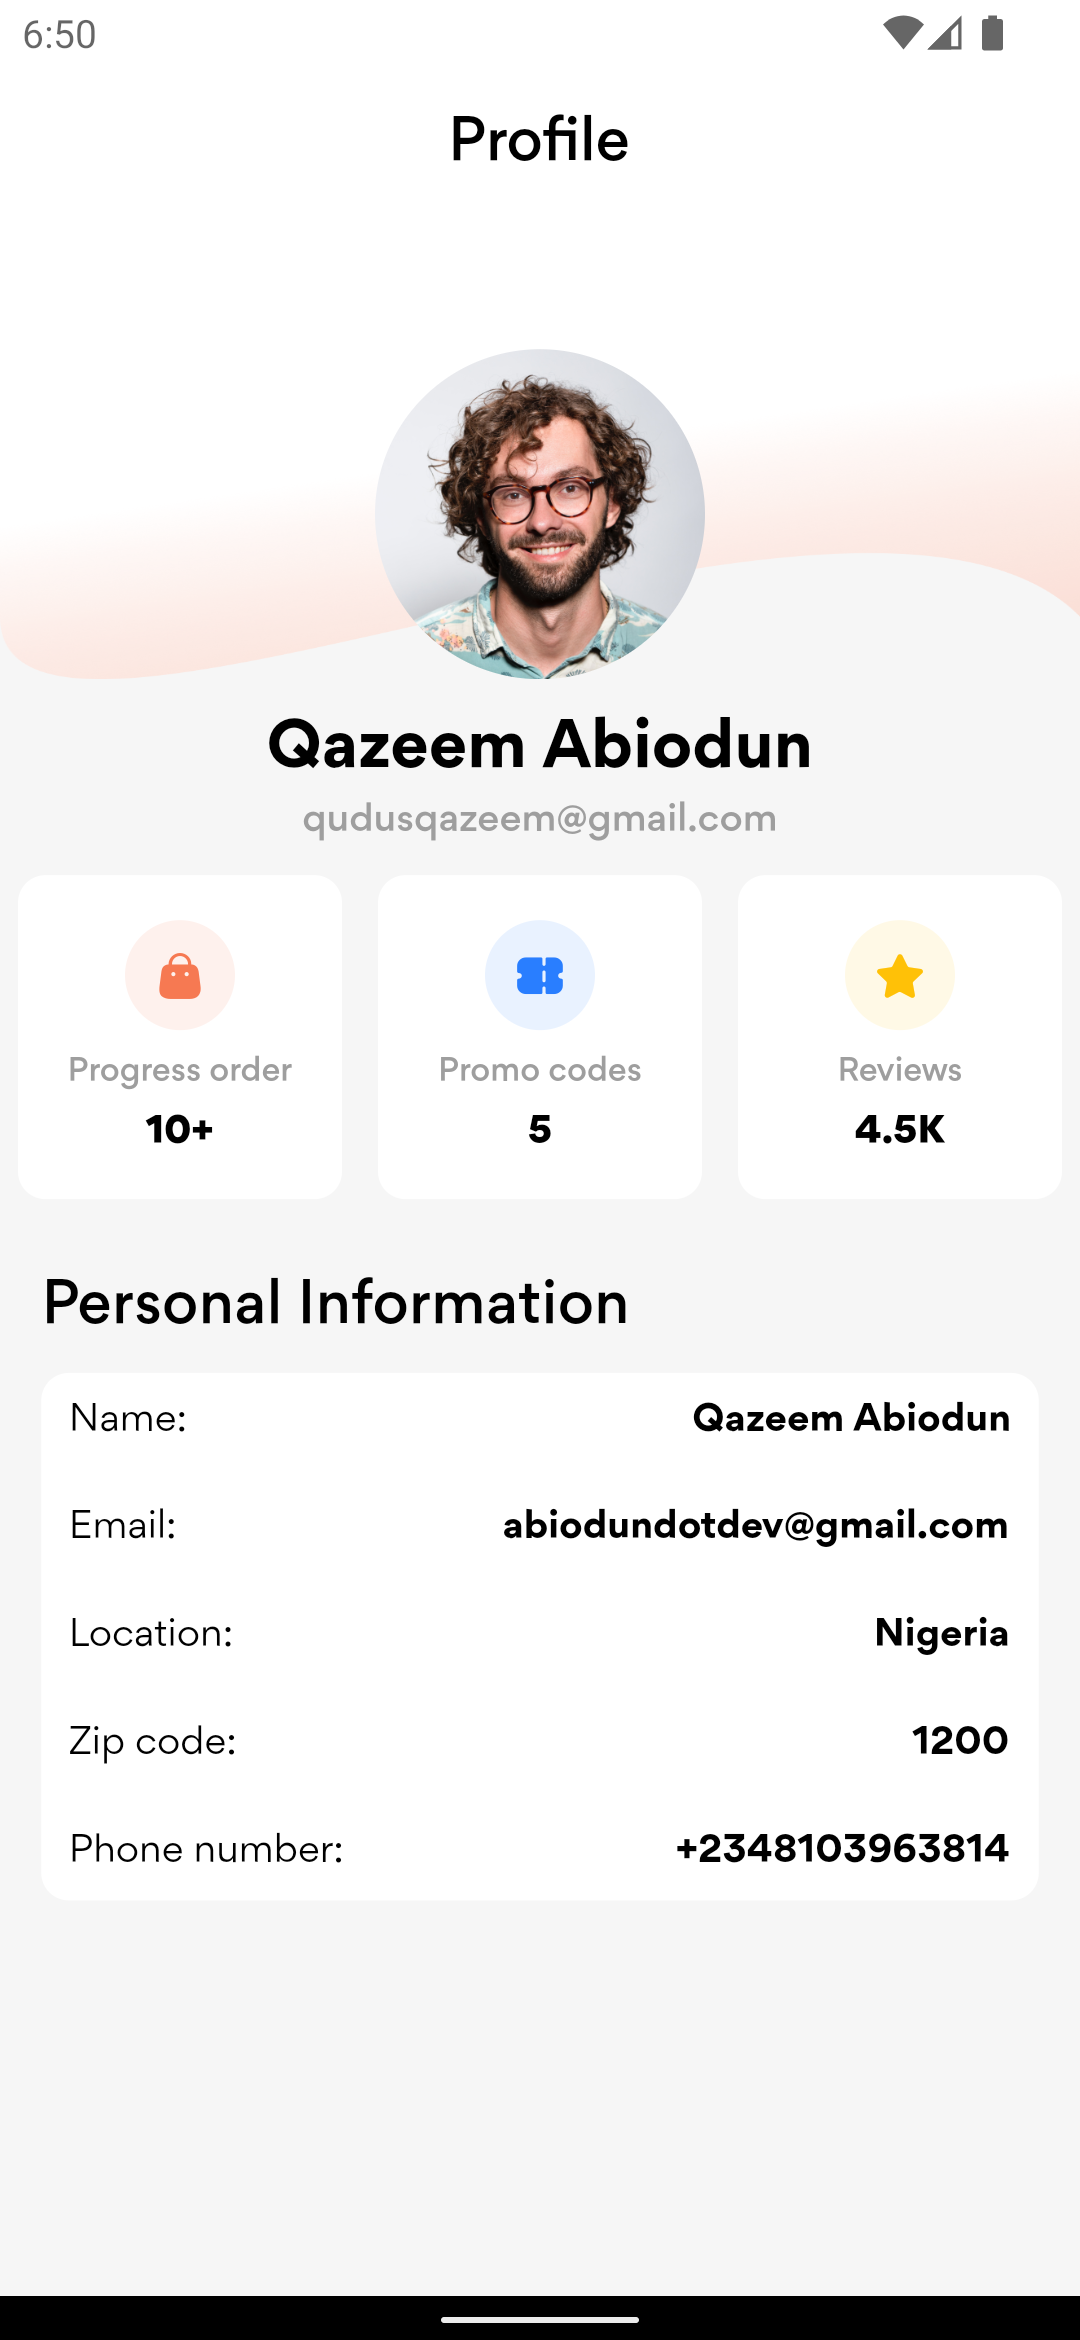 6:50
Profile
Qazeem Abiodun
qudusqazeem@gmail.com
Progress order
10+
Promo codes
5
Reviews
4.5K
Personal Information
Name: Qazeem Abiodun
Email: abiodundotdev@gmail.com
Location: Nigeria
Zip code: 1200
Phone number: +2348103963814